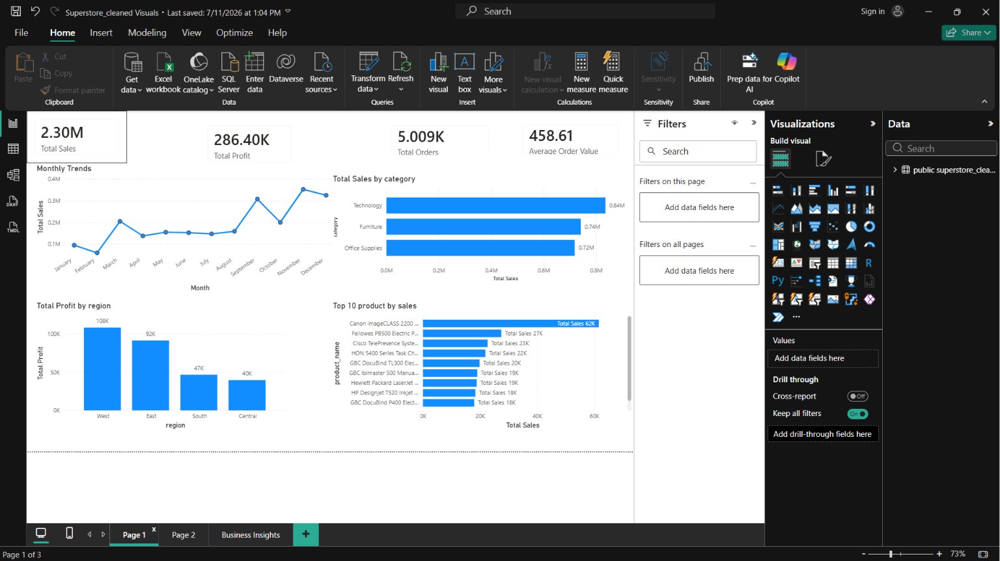 Superstore_cleaned Visuals • Last saved: 7/11/2026 at 1:04 PM
Search
Sign in
File Home Insert Modeling View Optimize Help
Share
Paste
Cut
Copy
Format painter
Clipboard
Get data
Excel workbook
OneLake catalog
SQL Server
Enter data
Dataverse
Recent sources
Data
Transform data
Refresh
Queries
New visual
Text box
More visuals
Insert
New visual calculation
New measure
Quick measure
Calculations
Sensitivity
Sensitivity
Publish
Share
Prep data for AI
Copilot
Copilot
DAX
TMDL
2.30M
Total Sales
286.40K
Total Profit
5.009K
Total Orders
458.61
Average Order Value
Monthly Trends
Total Sales
0.4M
0.3M
0.2M
0.1M
January February March April May June July August September October November December
Month
Total Sales by category
category
Technology 0.84M
Furniture 0.74M
Office Supplies 0.72M
0.0M 0.2M 0.4M 0.6M 0.8M
Total Sales
Total Profit by region
Total Profit
100K
50K
0K
108K 92K 47K 40K
West East South Central
region
Top 10 product by sales
product_name
Canon imageCLASS 2200 ... Total Sales 62K
Fellowes PB500 Electric P... Total Sales 27K
Cisco TelePresence Syste... Total Sales 23K
HON 5400 Series Task Ch... Total Sales 22K
GBC DocuBind TL300 Elec... Total Sales 20K
GBC Ibimaster 500 Manua... Total Sales 19K
Hewlett Packard LaserJet ... Total Sales 19K
HP Designjet T520 Inkjet ... Total Sales 18K
GBC DocuBind P400 Elect... Total Sales 18K
0K 20K 40K 60K
Total Sales
Filters
Search
Filters on this page ...
Add data fields here
Filters on all pages ...
Add data fields here
Visualizations
Build visual
123
R
Py
...
Values
Add data fields here
Drill through
Cross-report Off
Keep all filters On
Add drill-through fields here
Data
Search
public superstore_clea...
Page 1 x
Page 2
Business Insights
+
Page 1 of 3
- + 73%